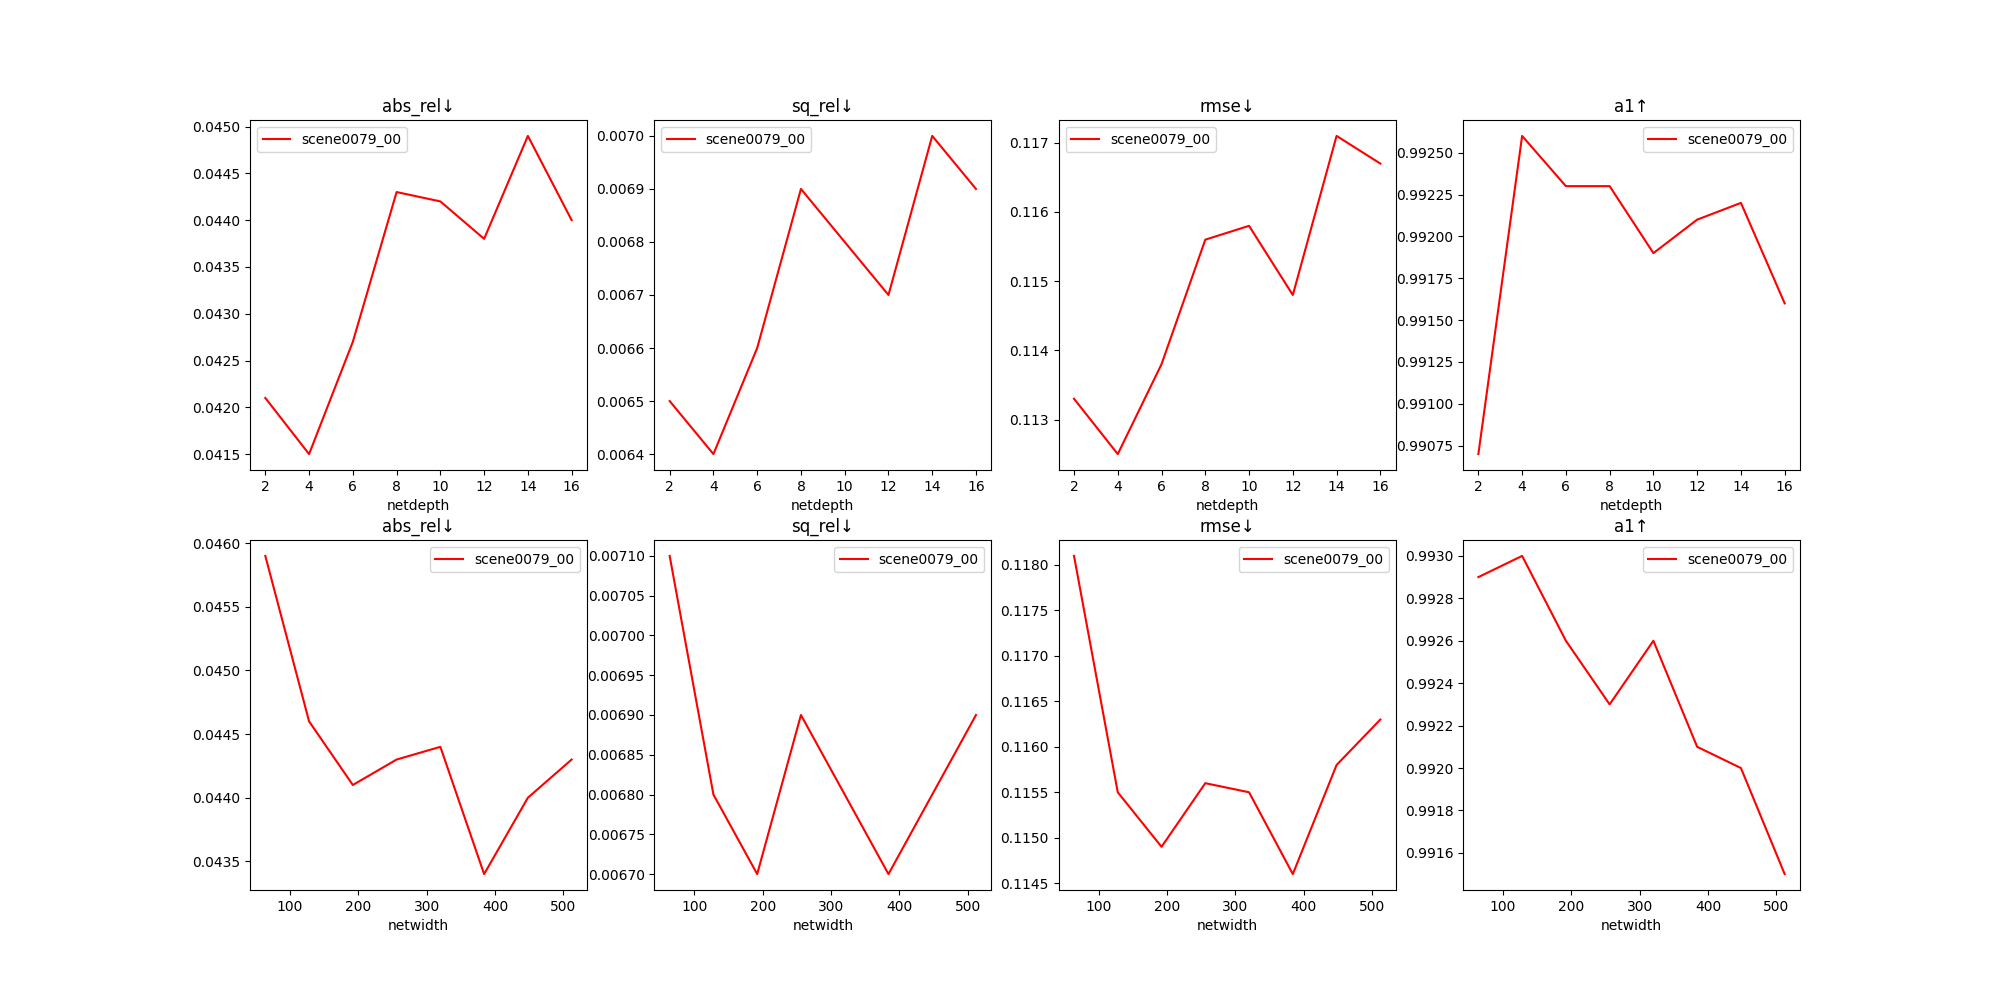 abs_rel↓
0.0450
0.0445
0.0440
0.0435
0.0430
0.0425
0.0420
0.0415
scene0079_00
2 4 6 8 10 12 14 16
netdepth
sq_rel↓
0.0070
0.0069
0.0068
0.0067
0.0066
0.0065
0.0064
scene0079_00
2 4 6 8 10 12 14 16
netdepth
rmse↓
0.117
0.116
0.115
0.114
0.113
scene0079_00
2 4 6 8 10 12 14 16
netdepth
a1↑
0.99250
0.99225
0.99200
0.99175
0.99150
0.99125
0.99100
0.99075
scene0079_00
2 4 6 8 10 12 14 16
netdepth
abs_rel↓
0.0460
0.0455
0.0450
0.0445
0.0440
0.0435
scene0079_00
100 200 300 400 500
netwidth
sq_rel↓
0.00710
0.00705
0.00700
0.00695
0.00690
0.00685
0.00680
0.00675
0.00670
scene0079_00
100 200 300 400 500
netwidth
rmse↓
0.1180
0.1175
0.1170
0.1165
0.1160
0.1155
0.1150
0.1145
scene0079_00
100 200 300 400 500
netwidth
a1↑
0.9930
0.9928
0.9926
0.9924
0.9922
0.9920
0.9918
0.9916
scene0079_00
100 200 300 400 500
netwidth